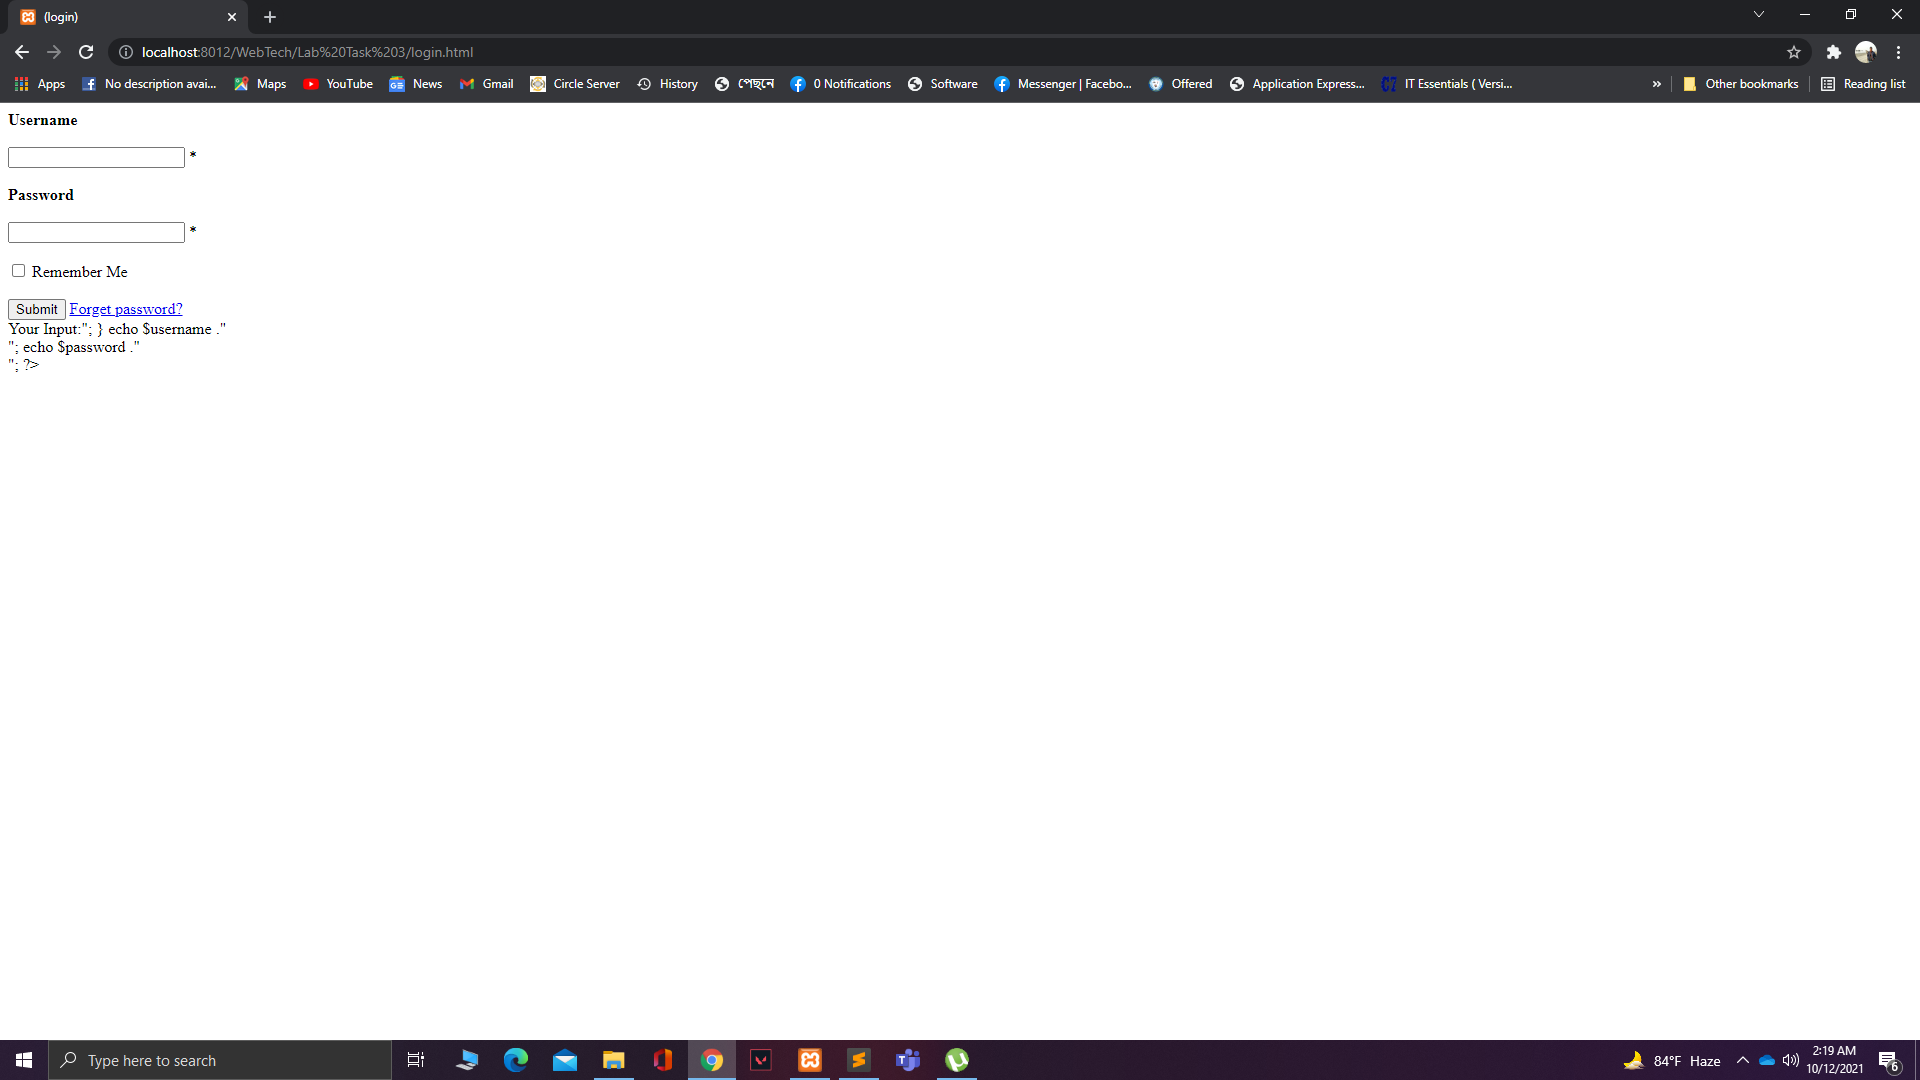 (login)
localhost:8012/WebTech/Lab%20Task%203/login.html
Apps No description avai... Maps YouTube News Gmail Circle Server History পেছনে 0 Notifications Software Messenger | Facebo... Offered Application Express... IT Essentials ( Versi... » Other bookmarks Reading list
Username
*
Password
*
Remember Me
Submit Forget password?
Your Input:"; } echo $username ."
"; echo $password ."
"; ?>
Type here to search
84°F Haze
2:19 AM
10/12/2021
6